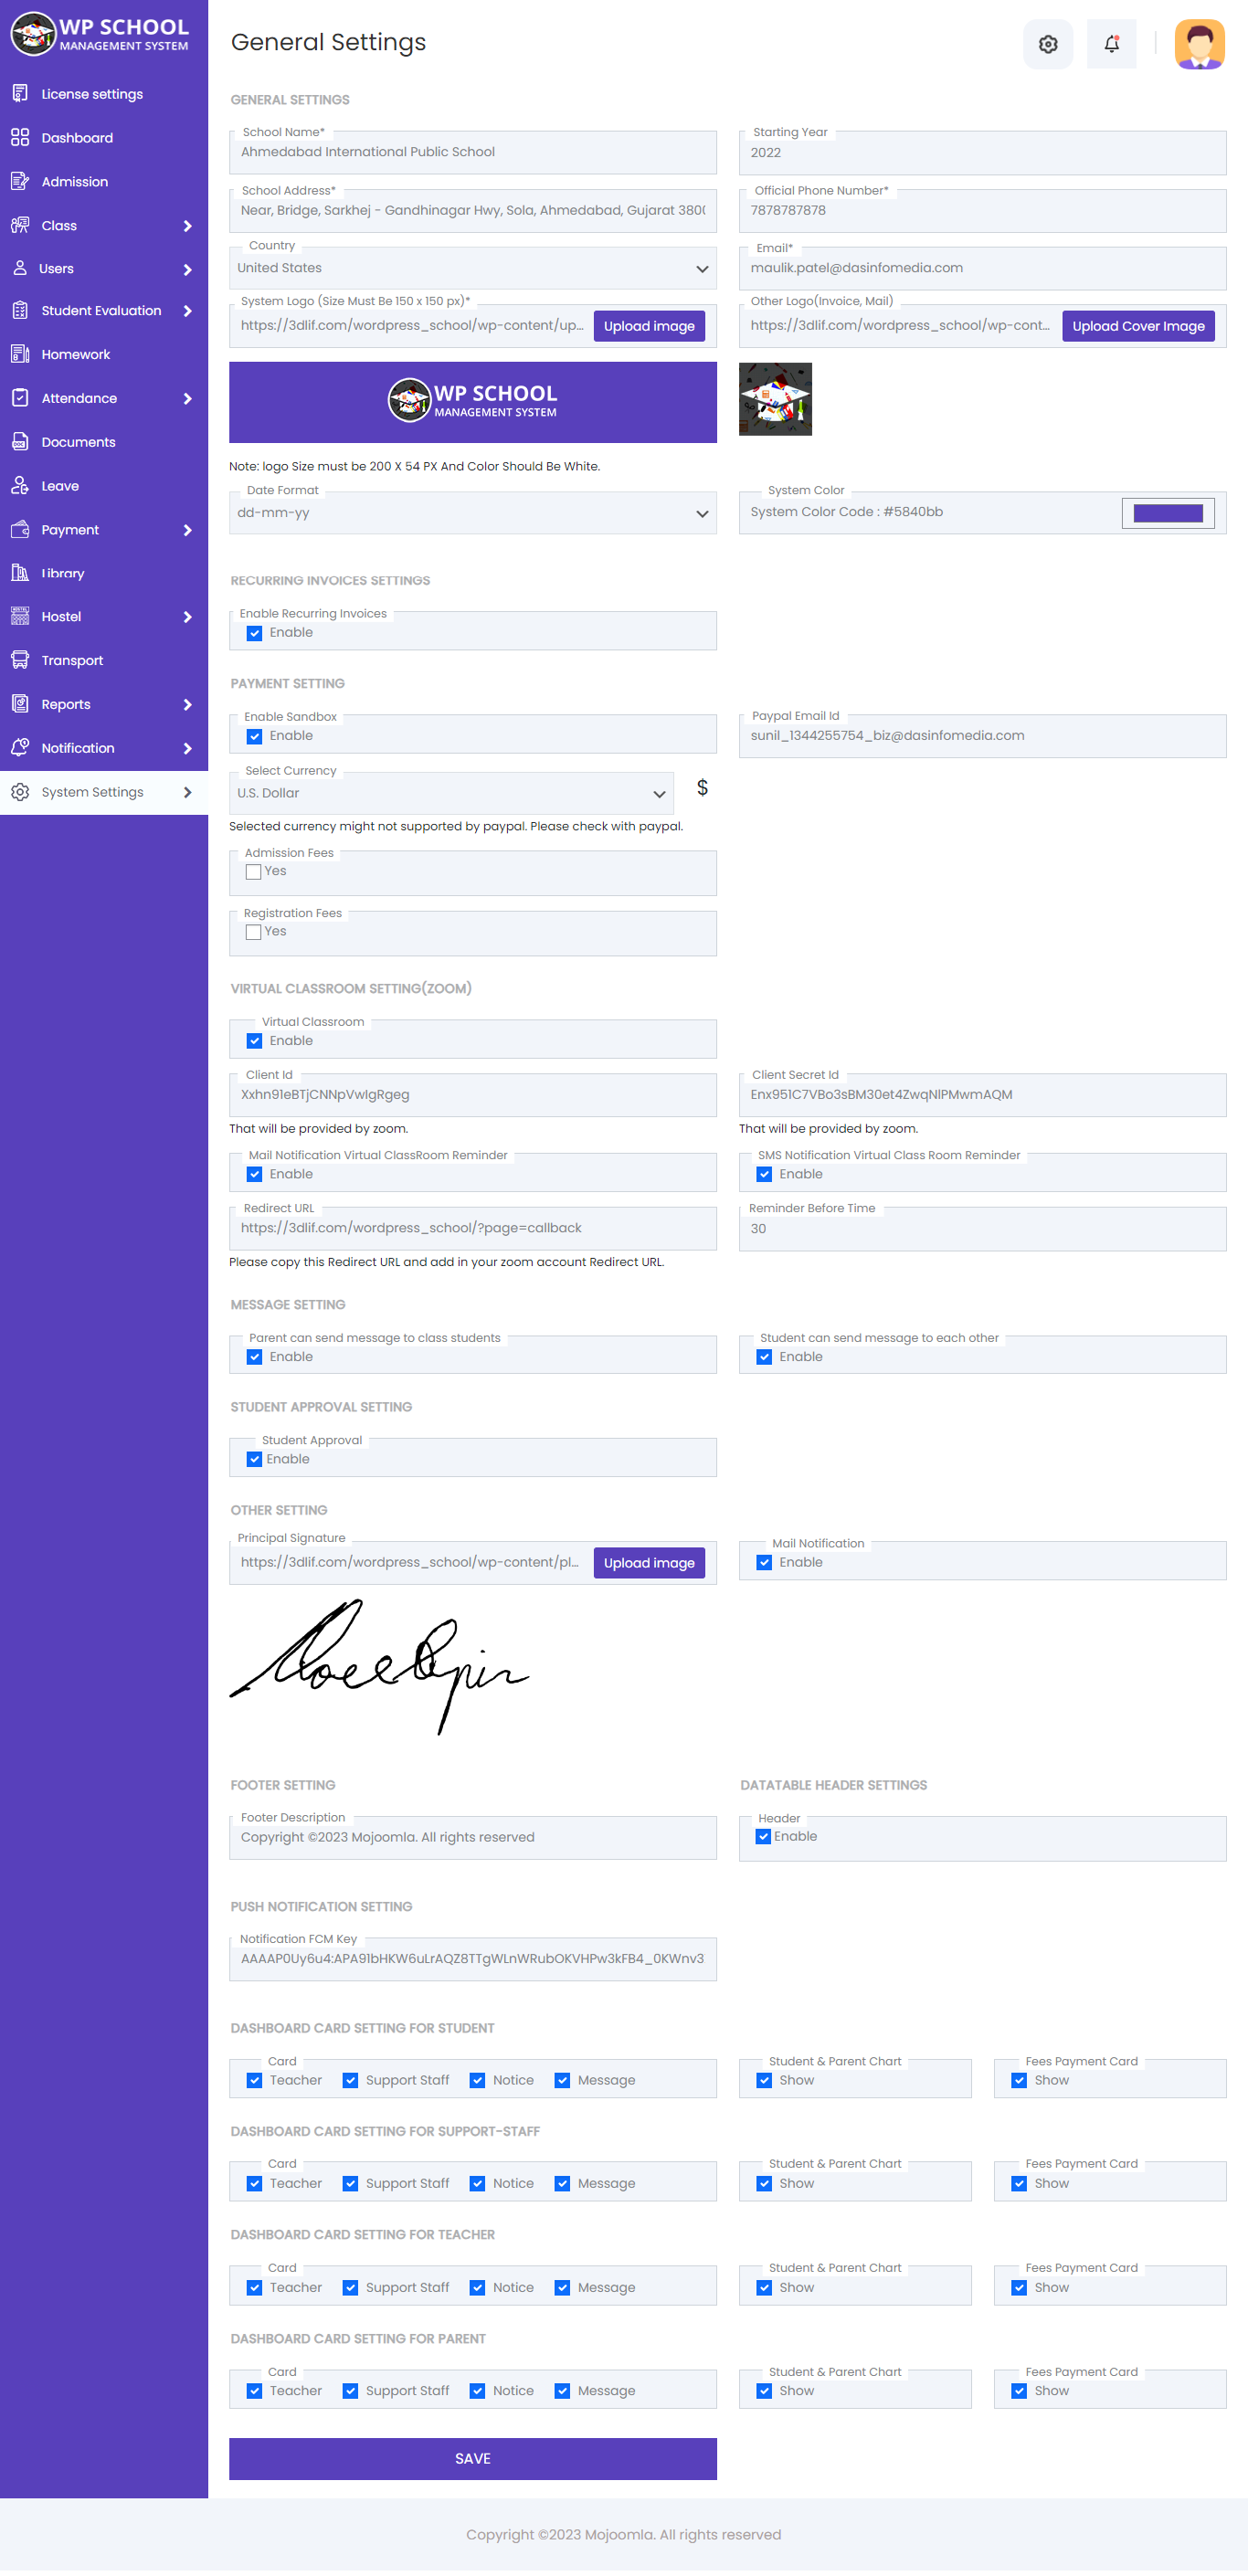 WP SCHOOL
MANAGEMENT SYSTEM
License settings
Dashboard
Admission
Class
Users
Student Evaluation
Homework
Attendance
Documents
Leave
Payment
Library
Hostel
Transport
Reports
Notification
System Settings
General Settings
GENERAL SETTINGS
School Name*
Ahmedabad International Public School
Starting Year
2022
School Address*
Near, Bridge, Sarkhej - Gandhinagar Hwy, Sola, Ahmedabad, Gujarat 380(
Official Phone Number*
7878787878
Country
United States
Email*
maulik.patel@dasinfomedia.com
System Logo (Size Must Be 150 x 150 px)*
https://3dlif.com/wordpress_school/wp-content/up...
Upload image
Other Logo(Invoice, Mail)
https://3dlif.com/wordpress_school/wp-cont...
Upload Cover Image
WP SCHOOL
MANAGEMENT SYSTEM
Note: logo Size must be 200 X 54 PX And Color Should Be White.
Date Format
dd-mm-yy
System Color
System Color Code : #5840bb
RECURRING INVOICES SETTINGS
Enable Recurring Invoices
Enable
PAYMENT SETTING
Enable Sandbox
Enable
Paypal Email Id
sunil_1344255754_biz@dasinfomedia.com
Select Currency
U.S. Dollar
$
Selected currency might not supported by paypal. Please check with paypal.
Admission Fees
Yes
Registration Fees
Yes
VIRTUAL CLASSROOM SETTING(ZOOM)
Virtual Classroom
Enable
Client Id
Xxhn91eBTjCNNpVwIgRgeg
That will be provided by zoom.
Client Secret Id
Enx951C7VBo3sBM30et4ZwqNlPMwmAQM
That will be provided by zoom.
Mail Notification Virtual ClassRoom Reminder
Enable
SMS Notification Virtual Class Room Reminder
Enable
Redirect URL
https://3dlif.com/wordpress_school/?page=callback
Please copy this Redirect URL and add in your zoom account Redirect URL.
Reminder Before Time
30
MESSAGE SETTING
Parent can send message to class students
Enable
Student can send message to each other
Enable
STUDENT APPROVAL SETTING
Student Approval
Enable
OTHER SETTING
Principal Signature
https://3dlif.com/wordpress_school/wp-content/pl...
Upload image
Mail Notification
Enable
FOOTER SETTING
Footer Description
Copyright ©2023 Mojoomla. All rights reserved
DATATABLE HEADER SETTINGS
Header
Enable
PUSH NOTIFICATION SETTING
Notification FCM Key
AAAAP0Uy6u4:APA91bHKW6uLrAQZ8TTgWLnWRubOKVHPw3kFB4_0KWnv3
DASHBOARD CARD SETTING FOR STUDENT
Card
Teacher Support Staff Notice Message
Student & Parent Chart
Show
Fees Payment Card
Show
DASHBOARD CARD SETTING FOR SUPPORT-STAFF
Card
Teacher Support Staff Notice Message
Student & Parent Chart
Show
Fees Payment Card
Show
DASHBOARD CARD SETTING FOR TEACHER
Card
Teacher Support Staff Notice Message
Student & Parent Chart
Show
Fees Payment Card
Show
DASHBOARD CARD SETTING FOR PARENT
Card
Teacher Support Staff Notice Message
Student & Parent Chart
Show
Fees Payment Card
Show
SAVE
Copyright ©2023 Mojoomla. All rights reserved